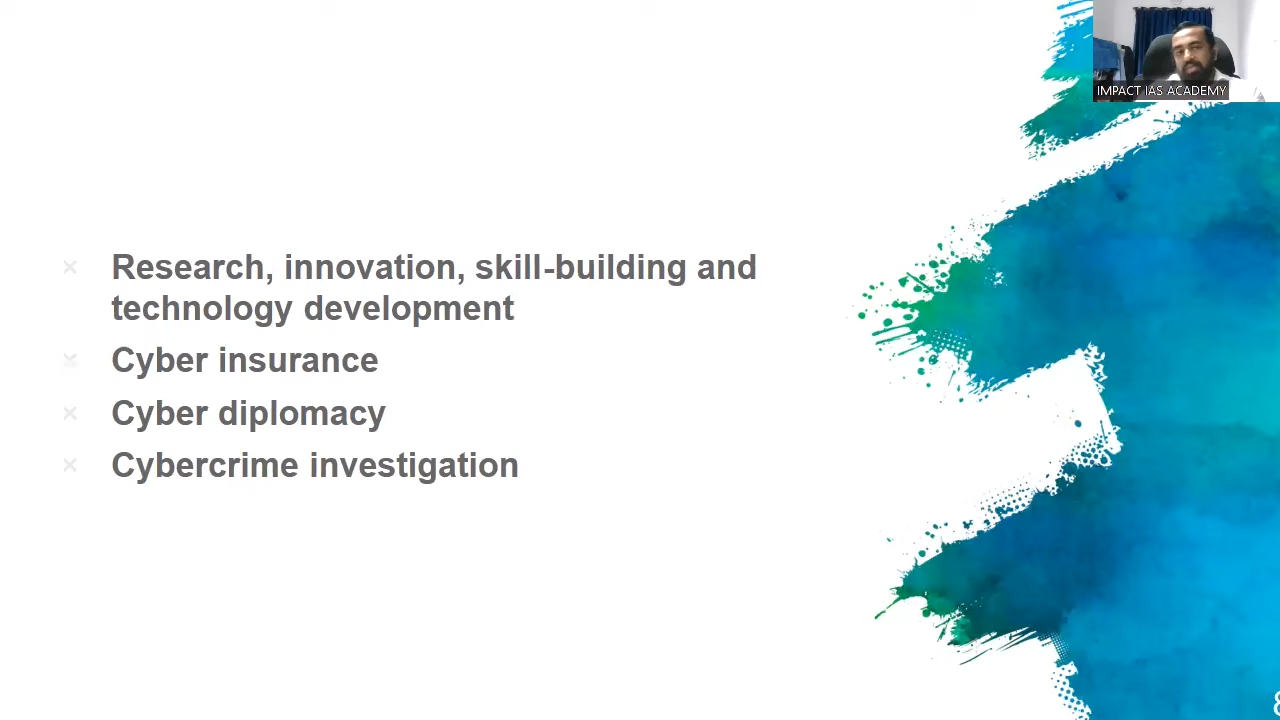 IMPACT IAS ACADEMY
Research, innovation, skill-building and
technology development
Cyber insurance
Cyber diplomacy
Cybercrime investigation